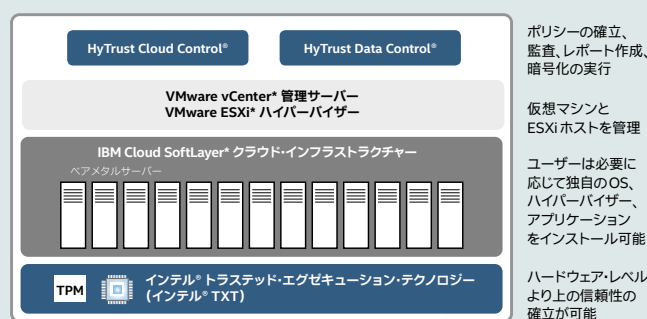 HyTrust Cloud Control®
HyTrust Data Control®
ポリシーの確立、
監査、レポート作成、
暗号化の実行
VMware vCenter* 管理サーバー
VMware ESXi* ハイパーバイザー
仮想マシンと
ESXi ホストを管理
IBM Cloud SoftLayer* クラウド・インフラストラクチャー
ベアメタルサーバー
ユーザーは必要に
応じて独自のOS、
ハイパーバイザー、
アプリケーション
をインストール可能
TPM
インテル® トラステッド・エグゼキューション・テクノロジー
(インテル® TXT)
ハードウェア・レベル
より上の信頼性の
確立が可能